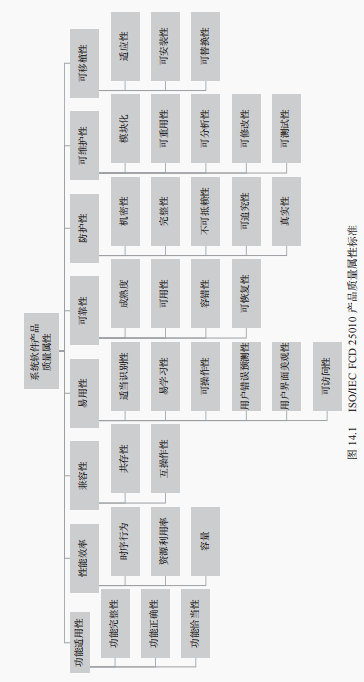 系统软件产品
质量属性
功能适用性
功能完整性
功能正确性
功能恰当性
性能效率
时序行为
资源利用率
容量
兼容性
共存性
互操作性
易用性
适当识别性
易学习性
可操作性
用户错误预测性
用户界面美观性
可访问性
可靠性
成熟度
可用性
容错性
可恢复性
防护性
机密性
完整性
不可抵赖性
可追究性
真实性
可维护性
模块化
可重用性
可分析性
可修改性
可测试性
可移植性
适应性
可安装性
可替换性
图 14.1 ISO/IEC FCD 25010 产品质量属性标准